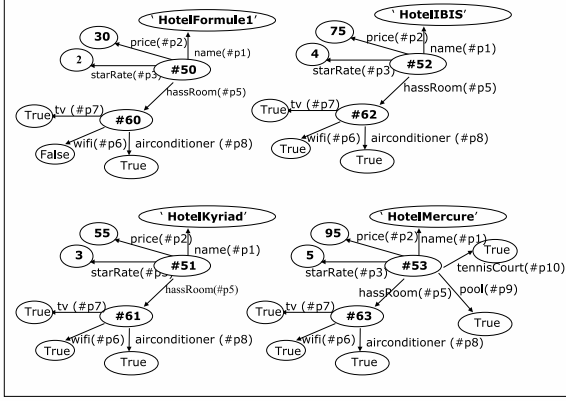 ` HotelFormule1'
30
price(#p2)
name(#p1)
2
starRate(#p3)
#50
hassRoom(#p5)
True
tv (#p7)
#60
wifi(#p6)
airconditioner (#p8)
False
True
` HotelIBIS'
75
price(#p2)
name(#p1)
4
starRate(#p3)
#52
hassRoom(#p5)
True
tv (#p7)
#62
wifi(#p6)
airconditioner (#p8)
True
True
` HotelKyriad'
55
price(#p2)
name(#p1)
3
starRate(#p3)
#51
hassRoom(#p5)
True
tv (#p7)
#61
wifi(#p6)
airconditioner (#p8)
True
True
` HotelMercure'
95
price(#p2)
name(#p1)
True
5
starRate(#p3)
#53
tennisCourt(#p10)
hassRoom(#p5)
pool(#p9)
True
tv (#p7)
#63
True
wifi(#p6)
airconditioner (#p8)
True
True